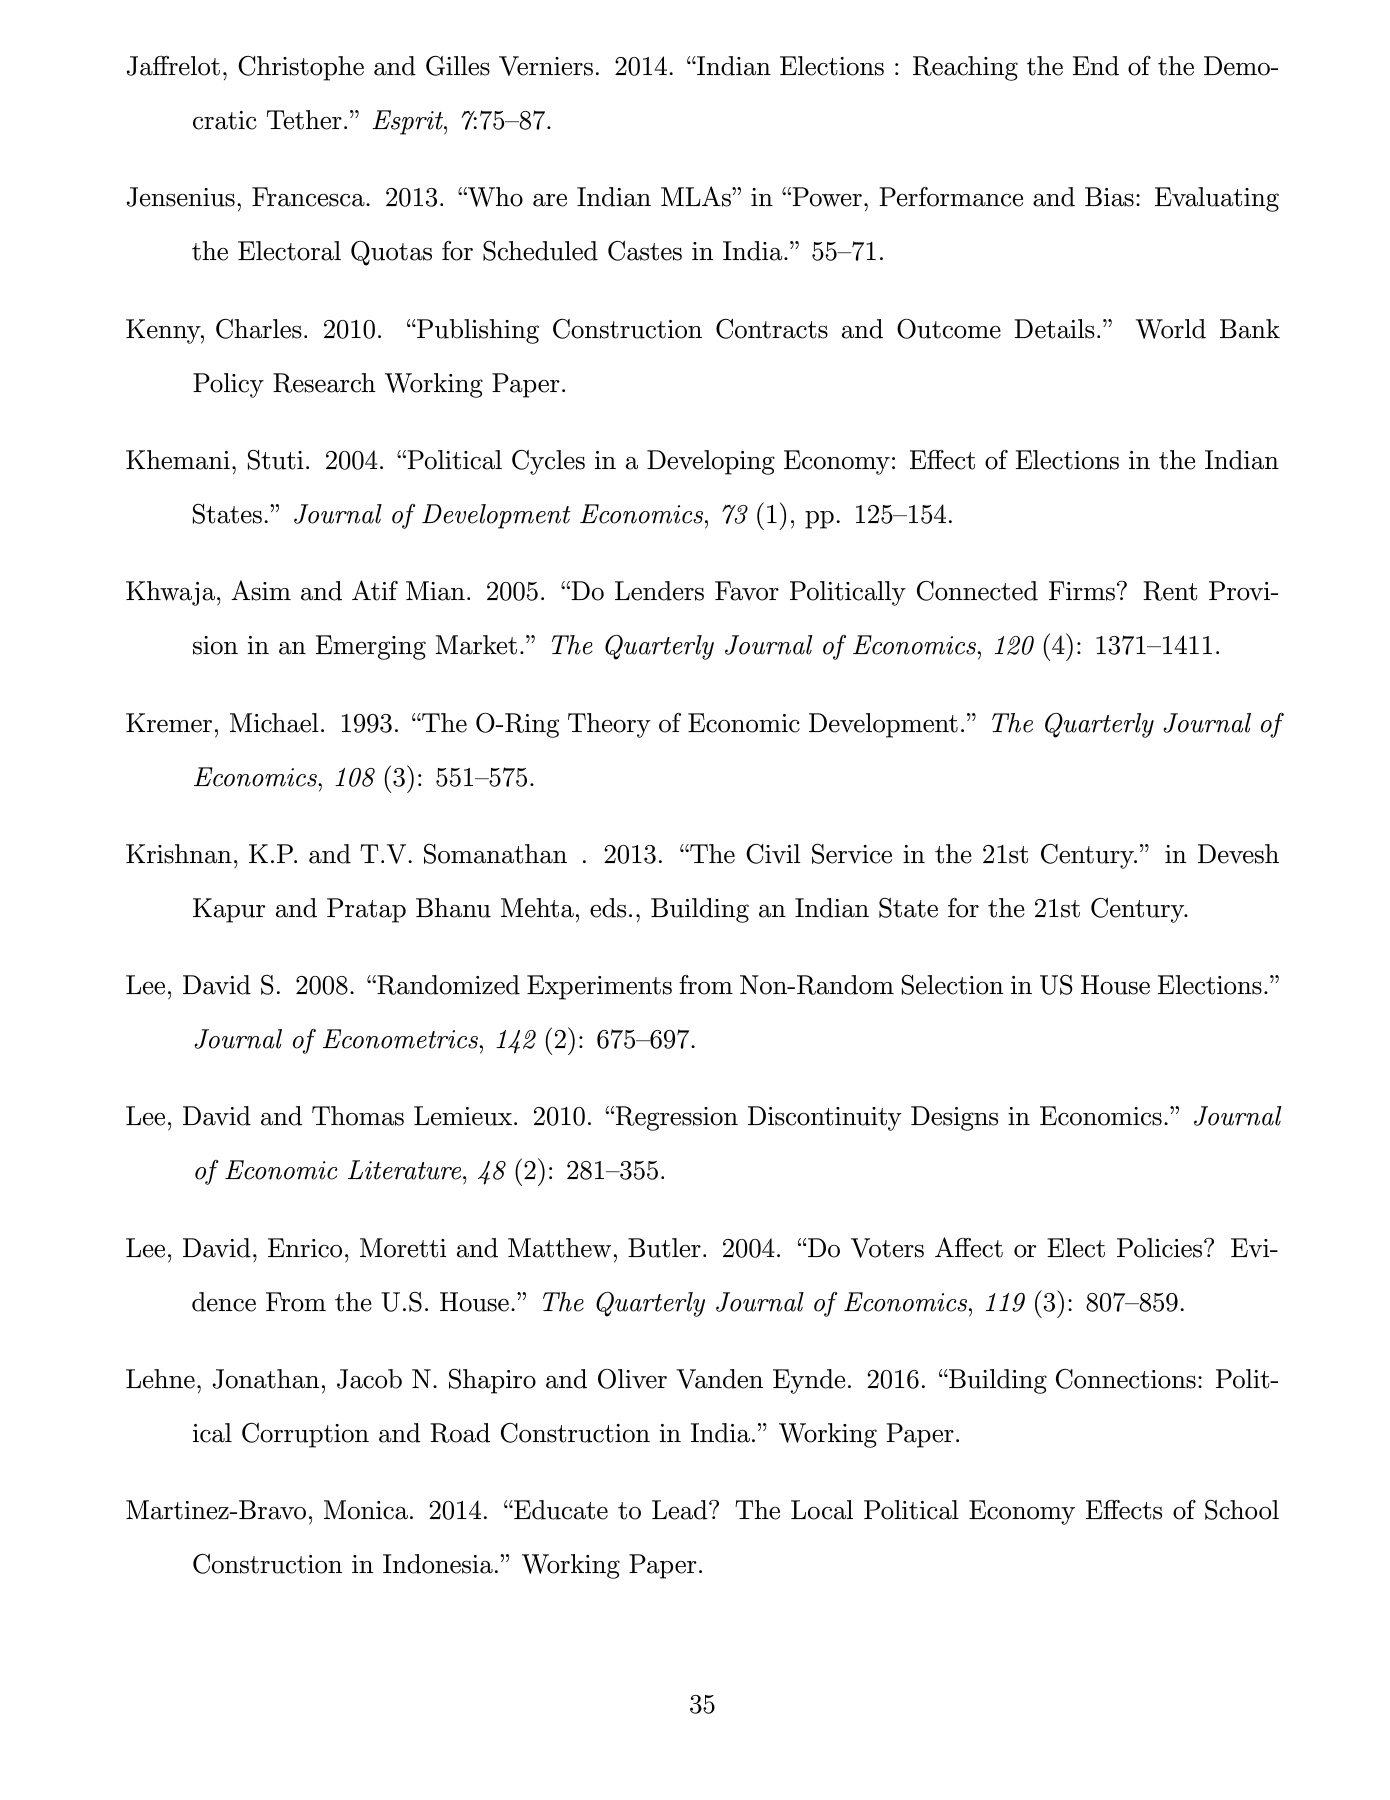 Jaffrelot, Christophe and Gilles Verniers. 2014. “Indian Elections : Reaching the End of the Demo-
cratic Tether.” Esprit, 7:75–87.
Jensenius, Francesca. 2013. “Who are Indian MLAs” in “Power, Performance and Bias: Evaluating
the Electoral Quotas for Scheduled Castes in India.” 55–71.
Kenny, Charles. 2010. “Publishing Construction Contracts and Outcome Details.” World Bank
Policy Research Working Paper.
Khemani, Stuti. 2004. “Political Cycles in a Developing Economy: Effect of Elections in the Indian
States.” Journal of Development Economics, 73 (1), pp. 125–154.
Khwaja, Asim and Atif Mian. 2005. “Do Lenders Favor Politically Connected Firms? Rent Provi-
sion in an Emerging Market.” The Quarterly Journal of Economics, 120 (4): 1371–1411.
Kremer, Michael. 1993. “The O-Ring Theory of Economic Development.” The Quarterly Journal of
Economics, 108 (3): 551–575.
Krishnan, K.P. and T.V. Somanathan . 2013. “The Civil Service in the 21st Century.” in Devesh
Kapur and Pratap Bhanu Mehta, eds., Building an Indian State for the 21st Century.
Lee, David S. 2008. “Randomized Experiments from Non-Random Selection in US House Elections.”
Journal of Econometrics, 142 (2): 675–697.
Lee, David and Thomas Lemieux. 2010. “Regression Discontinuity Designs in Economics.” Journal
of Economic Literature, 48 (2): 281–355.
Lee, David, Enrico, Moretti and Matthew, Butler. 2004. “Do Voters Affect or Elect Policies? Evi-
dence From the U.S. House.” The Quarterly Journal of Economics, 119 (3): 807–859.
Lehne, Jonathan, Jacob N. Shapiro and Oliver Vanden Eynde. 2016. “Building Connections: Polit-
ical Corruption and Road Construction in India.” Working Paper.
Martinez-Bravo, Monica. 2014. “Educate to Lead? The Local Political Economy Effects of School
Construction in Indonesia.” Working Paper.
35